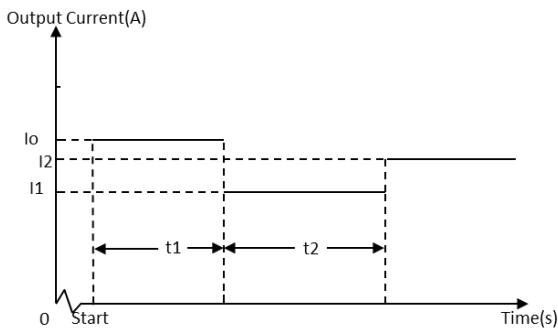 Output Current(A)
Io
I2
I1
t1
t2
0
Start
Time(s)